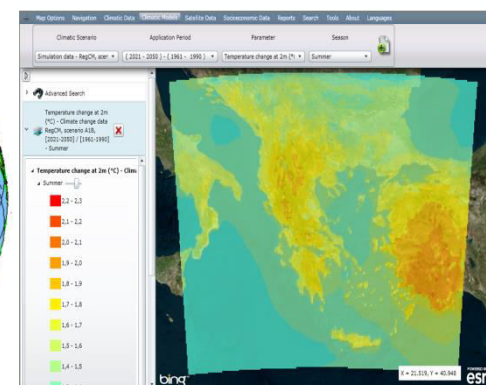 Map Options Navigation Climatic Data Climatic Models Satellite Data Socioeconomic Data Reports Search Tools About Languages
Climatic Scenario Application Period Parameter Season
Simulation data - RegCM, scer ( 2021 - 2050 ) - ( 1961 - 1990 ) Temperature change at 2m (°( Summer
Advanced Search
Temperature change at 2m
(°C) - Climate change data
RegCM, scenario A1B,
[2021-2050] / [1961-1990]
- Summer
Temperature change at 2m (°C) - Clim
Summer
2,2 - 2,3
2,1 - 2,2
2,0 - 2,1
1,9 - 2,0
1,8 - 1,9
1,7 - 1,8
1,6 - 1,7
1,5 - 1,6
1,4 - 1,5
bing
X = 21.519, Y = 40.948
esr